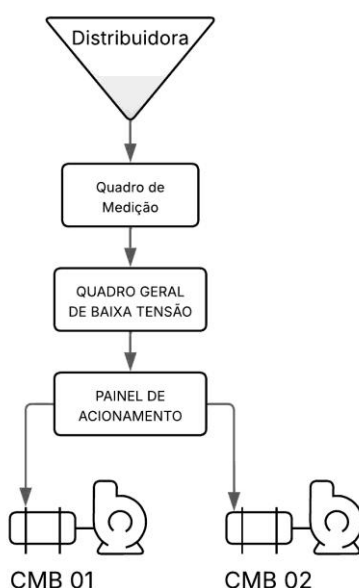 Distribuidora
Quadro de
Medição
QUADRO GERAL
DE BAIXA TENSÃO
PAINEL DE
ACIONAMENTO
CMB 01
CMB 02